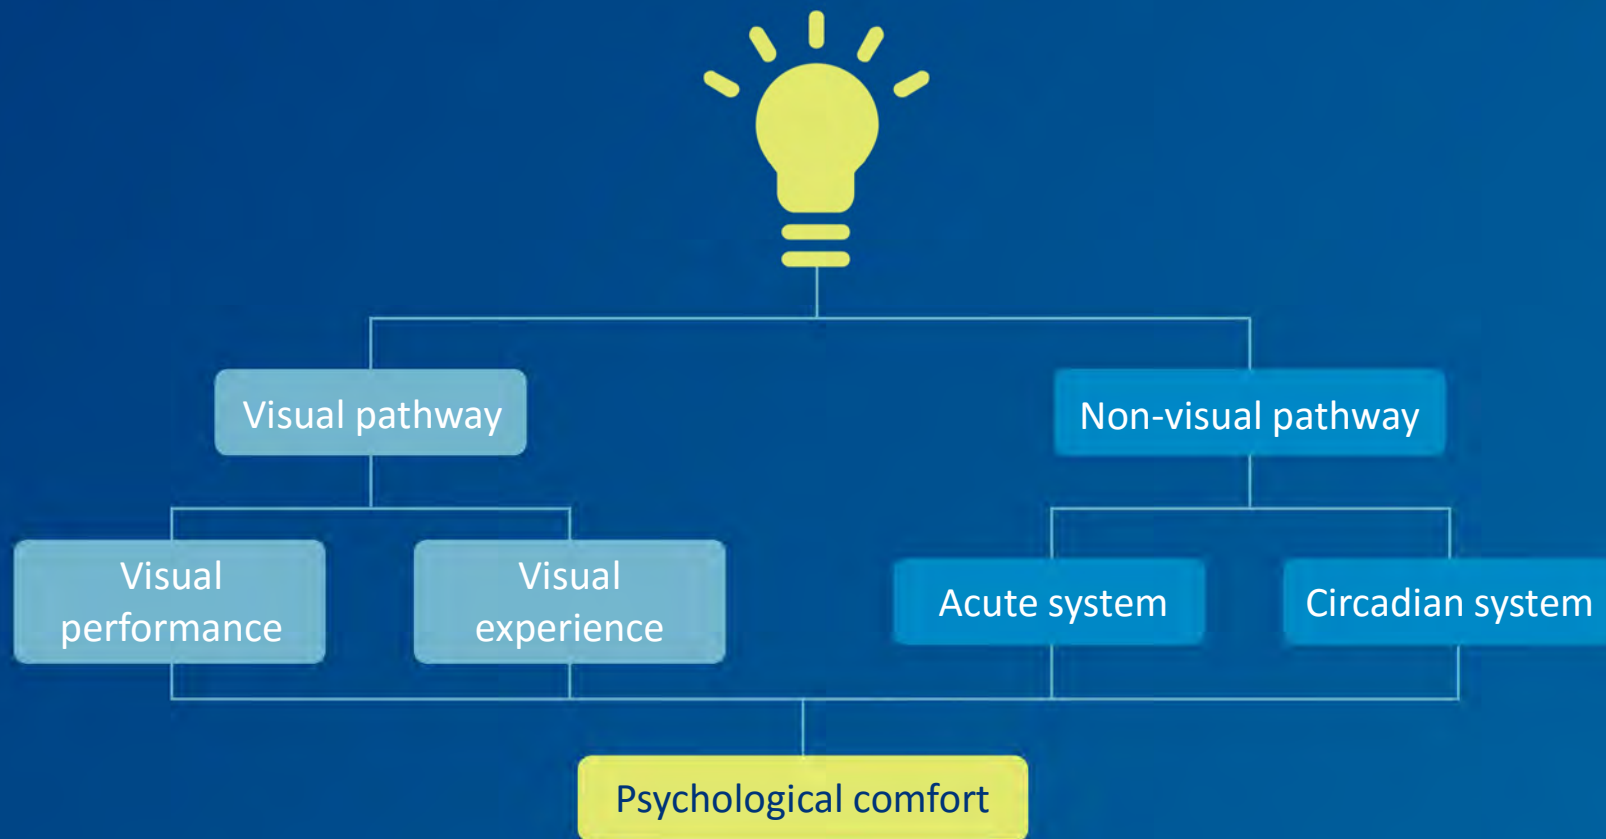 Visual pathway
Non-visual pathway
Visual
performance
Visual
experience
Acute system
Circadian system
Psychological comfort